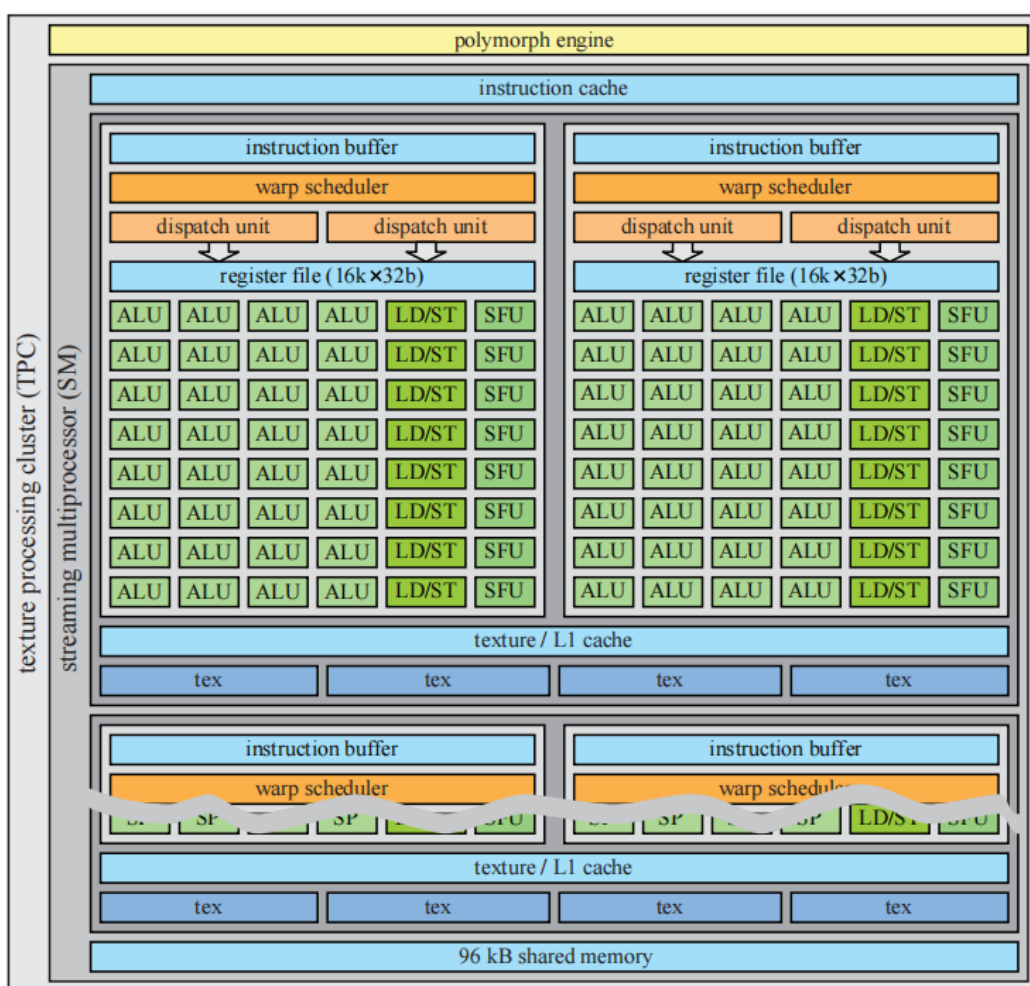 polymorph engine
instruction cache
instruction buffer instruction buffer
warp scheduler warp scheduler
dispatch unit dispatch unit dispatch unit dispatch unit
register file (16k×32b) register file (16k×32b)
ALU ALU ALU ALU LD/ST SFU ALU ALU ALU ALU LD/ST SFU
ALU ALU ALU ALU LD/ST SFU ALU ALU ALU ALU LD/ST SFU
ALU ALU ALU ALU LD/ST SFU ALU ALU ALU ALU LD/ST SFU
ALU ALU ALU ALU LD/ST SFU ALU ALU ALU ALU LD/ST SFU
ALU ALU ALU ALU LD/ST SFU ALU ALU ALU ALU LD/ST SFU
ALU ALU ALU ALU LD/ST SFU ALU ALU ALU ALU LD/ST SFU
ALU ALU ALU ALU LD/ST SFU ALU ALU ALU ALU LD/ST SFU
ALU ALU ALU ALU LD/ST SFU ALU ALU ALU ALU LD/ST SFU
texture / L1 cache
tex tex tex tex
instruction buffer instruction buffer
warp scheduler warp scheduler
SP SP SFU SP LD/ST SFU
texture / L1 cache
tex tex tex tex
96 kB shared memory
texture processing cluster (TPC)
streaming multiprocessor (SM)